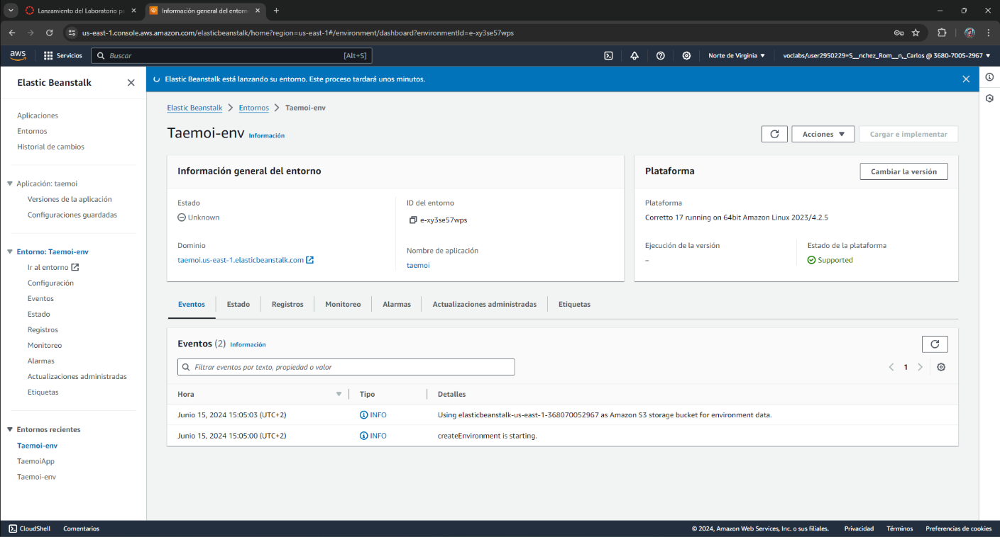 Lanzamiento del Laboratorio pa
Información general del entorn
us-east-1.console.aws.amazon.com/elasticbeanstalk/home?region=us-east-1#/environment/dashboard?environmentId=e-xy3se57wps
aws
Servicios
Buscar
[Alt+S]
Norte de Virginia
voclabs/user2950229=S__nchez_Rom__n,_Carlos @ 3680-7005-2967
Elastic Beanstalk
Aplicaciones
Entornos
Historial de cambios
Aplicación: taemoi
Versiones de la aplicación
Configuraciones guardadas
Entorno: Taemoi-env
Ir al entorno
Configuración
Eventos
Estado
Registros
Monitoreo
Alarmas
Actualizaciones administradas
Etiquetas
Entornos recientes
Taemoi-env
TaemoiApp
Taemoi-env
Elastic Beanstalk está lanzando su entorno. Este proceso tardará unos minutos.
Elastic Beanstalk
Entornos
Taemoi-env
Taemoi-env Información
Acciones
Cargar e implementar
Información general del entorno
Estado
Unknown
Dominio
taemoi.us-east-1.elasticbeanstalk.com
ID del entorno
e-xy3se57wps
Nombre de aplicación
taemoi
Plataforma
Cambiar la versión
Plataforma
Corretto 17 running on 64bit Amazon Linux 2023/4.2.5
Ejecución de la versión
–
Estado de la plataforma
Supported
Eventos
Estado
Registros
Monitoreo
Alarmas
Actualizaciones administradas
Etiquetas
Eventos (2) Información
Filtrar eventos por texto, propiedad o valor
1
Hora
Tipo
Detalles
Junio 15, 2024 15:05:03 (UTC+2)
INFO
Using elasticbeanstalk-us-east-1-368070052967 as Amazon S3 storage bucket for environment data.
Junio 15, 2024 15:05:00 (UTC+2)
INFO
createEnvironment is starting.
CloudShell
Comentarios
© 2024, Amazon Web Services, Inc. o sus filiales.
Privacidad
Términos
Preferencias de cookies